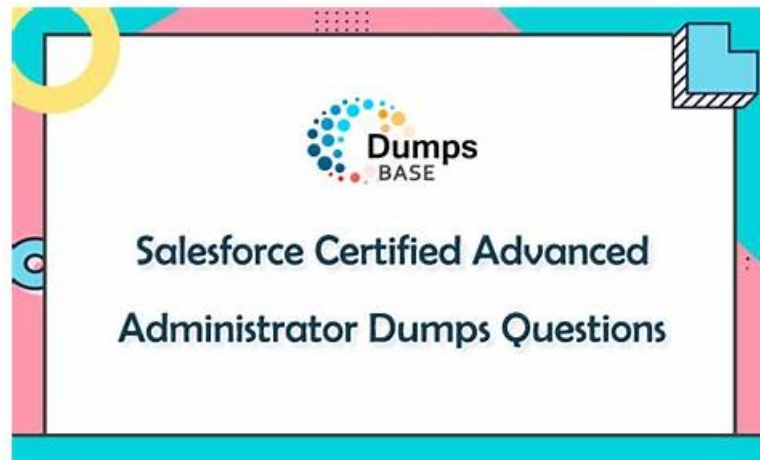 Dumps
BASE
Salesforce Certified Advanced
Administrator Dumps Questions